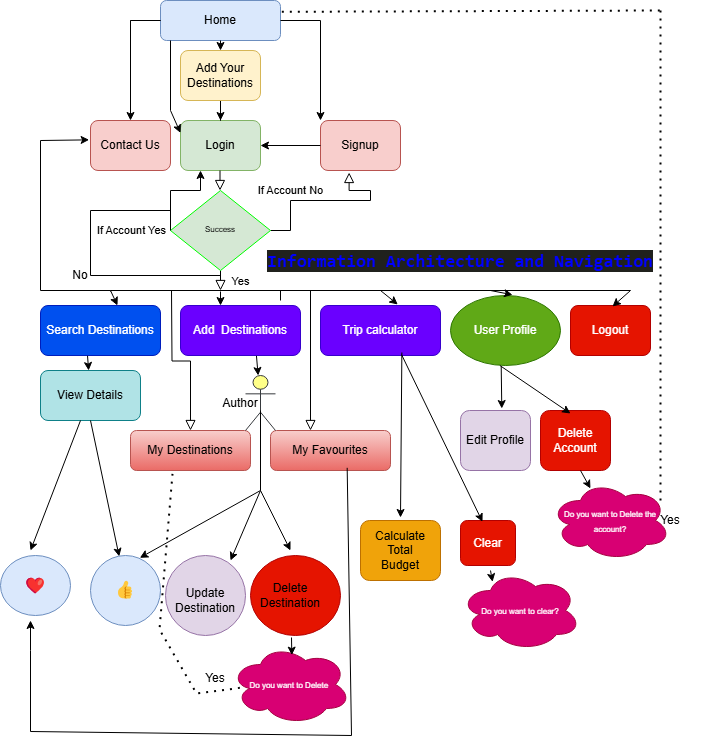 Home
Add Your
Destinations
Contact Us
Login
Signup
If Account No
If Account Yes
Success
Information Architecture and Navigation
No
Yes
Search Destinations
Add Destinations
Trip calculator
User Profile
Logout
View Details
Author
My Destinations
My Favourites
Edit Profile
Delete
Account
Do you want to Delete the
account?
Yes
Calculate
Total
Budget
Clear
Update
Destination
Delete
Destination
Do you want to clear?
Yes
Do you want to Delete